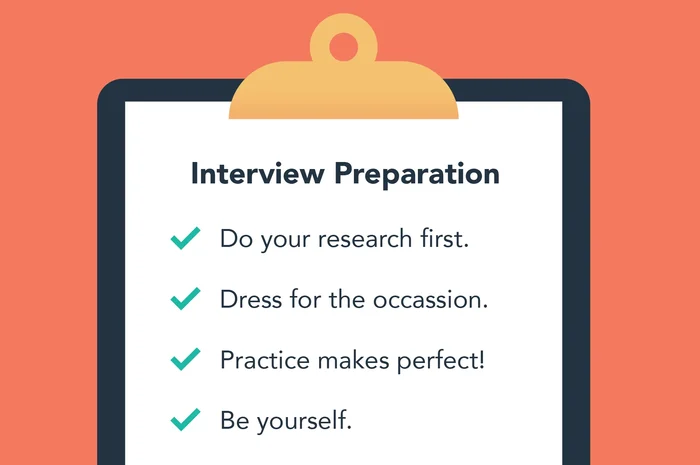 Interview Preparation
Do your research first.
Dress for the occassion.
Practice makes perfect!
Be yourself.